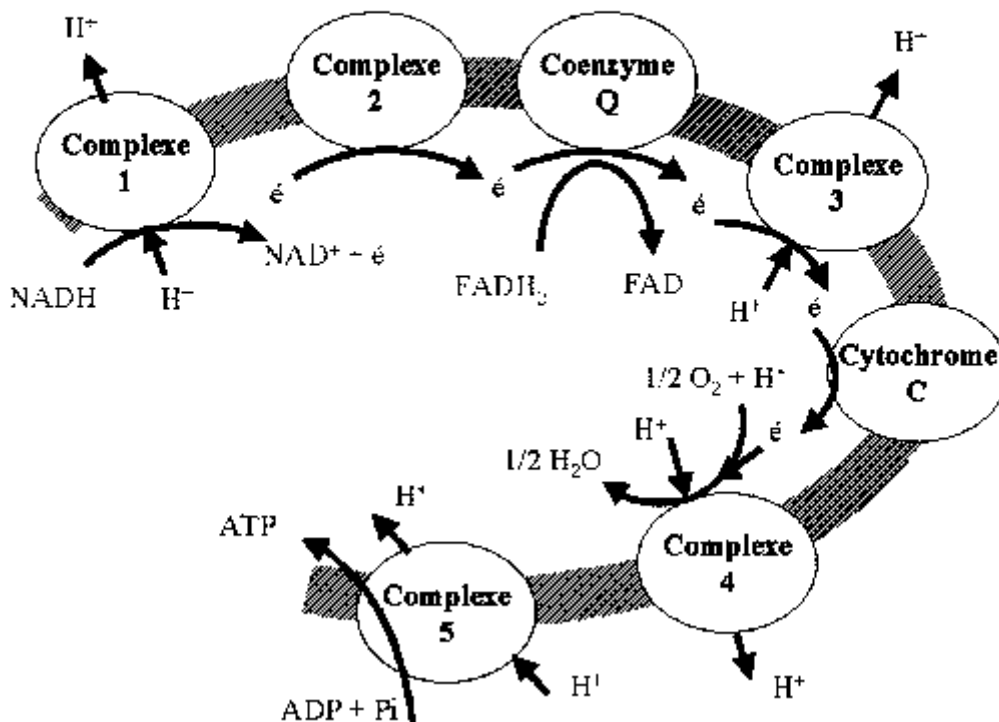 H⁺
Complexe
1
Complexe
2
Coenzyme
Q
H⁺
Complexe
3
é
é
é
NADH
H⁺
NAD⁺ + é
FADH₂
FAD
H⁺
é
Cytochrome
C
1/2 O₂ + H⁺
H⁺
é
1/2 H₂O
ATP
H⁺
Complexe
4
Complexe
5
H⁺
H⁺
ADP + Pi